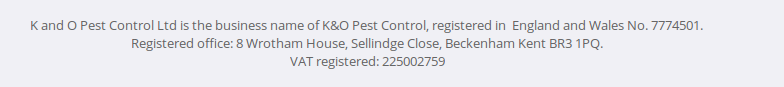 K and O Pest Control Ltd is the business name of K&O Pest Control, registered in  England and Wales No. 7774501.
Registered office: 8 Wrotham House, Sellindge Close, Beckenham Kent BR3 1PQ.
VAT registered: 225002759